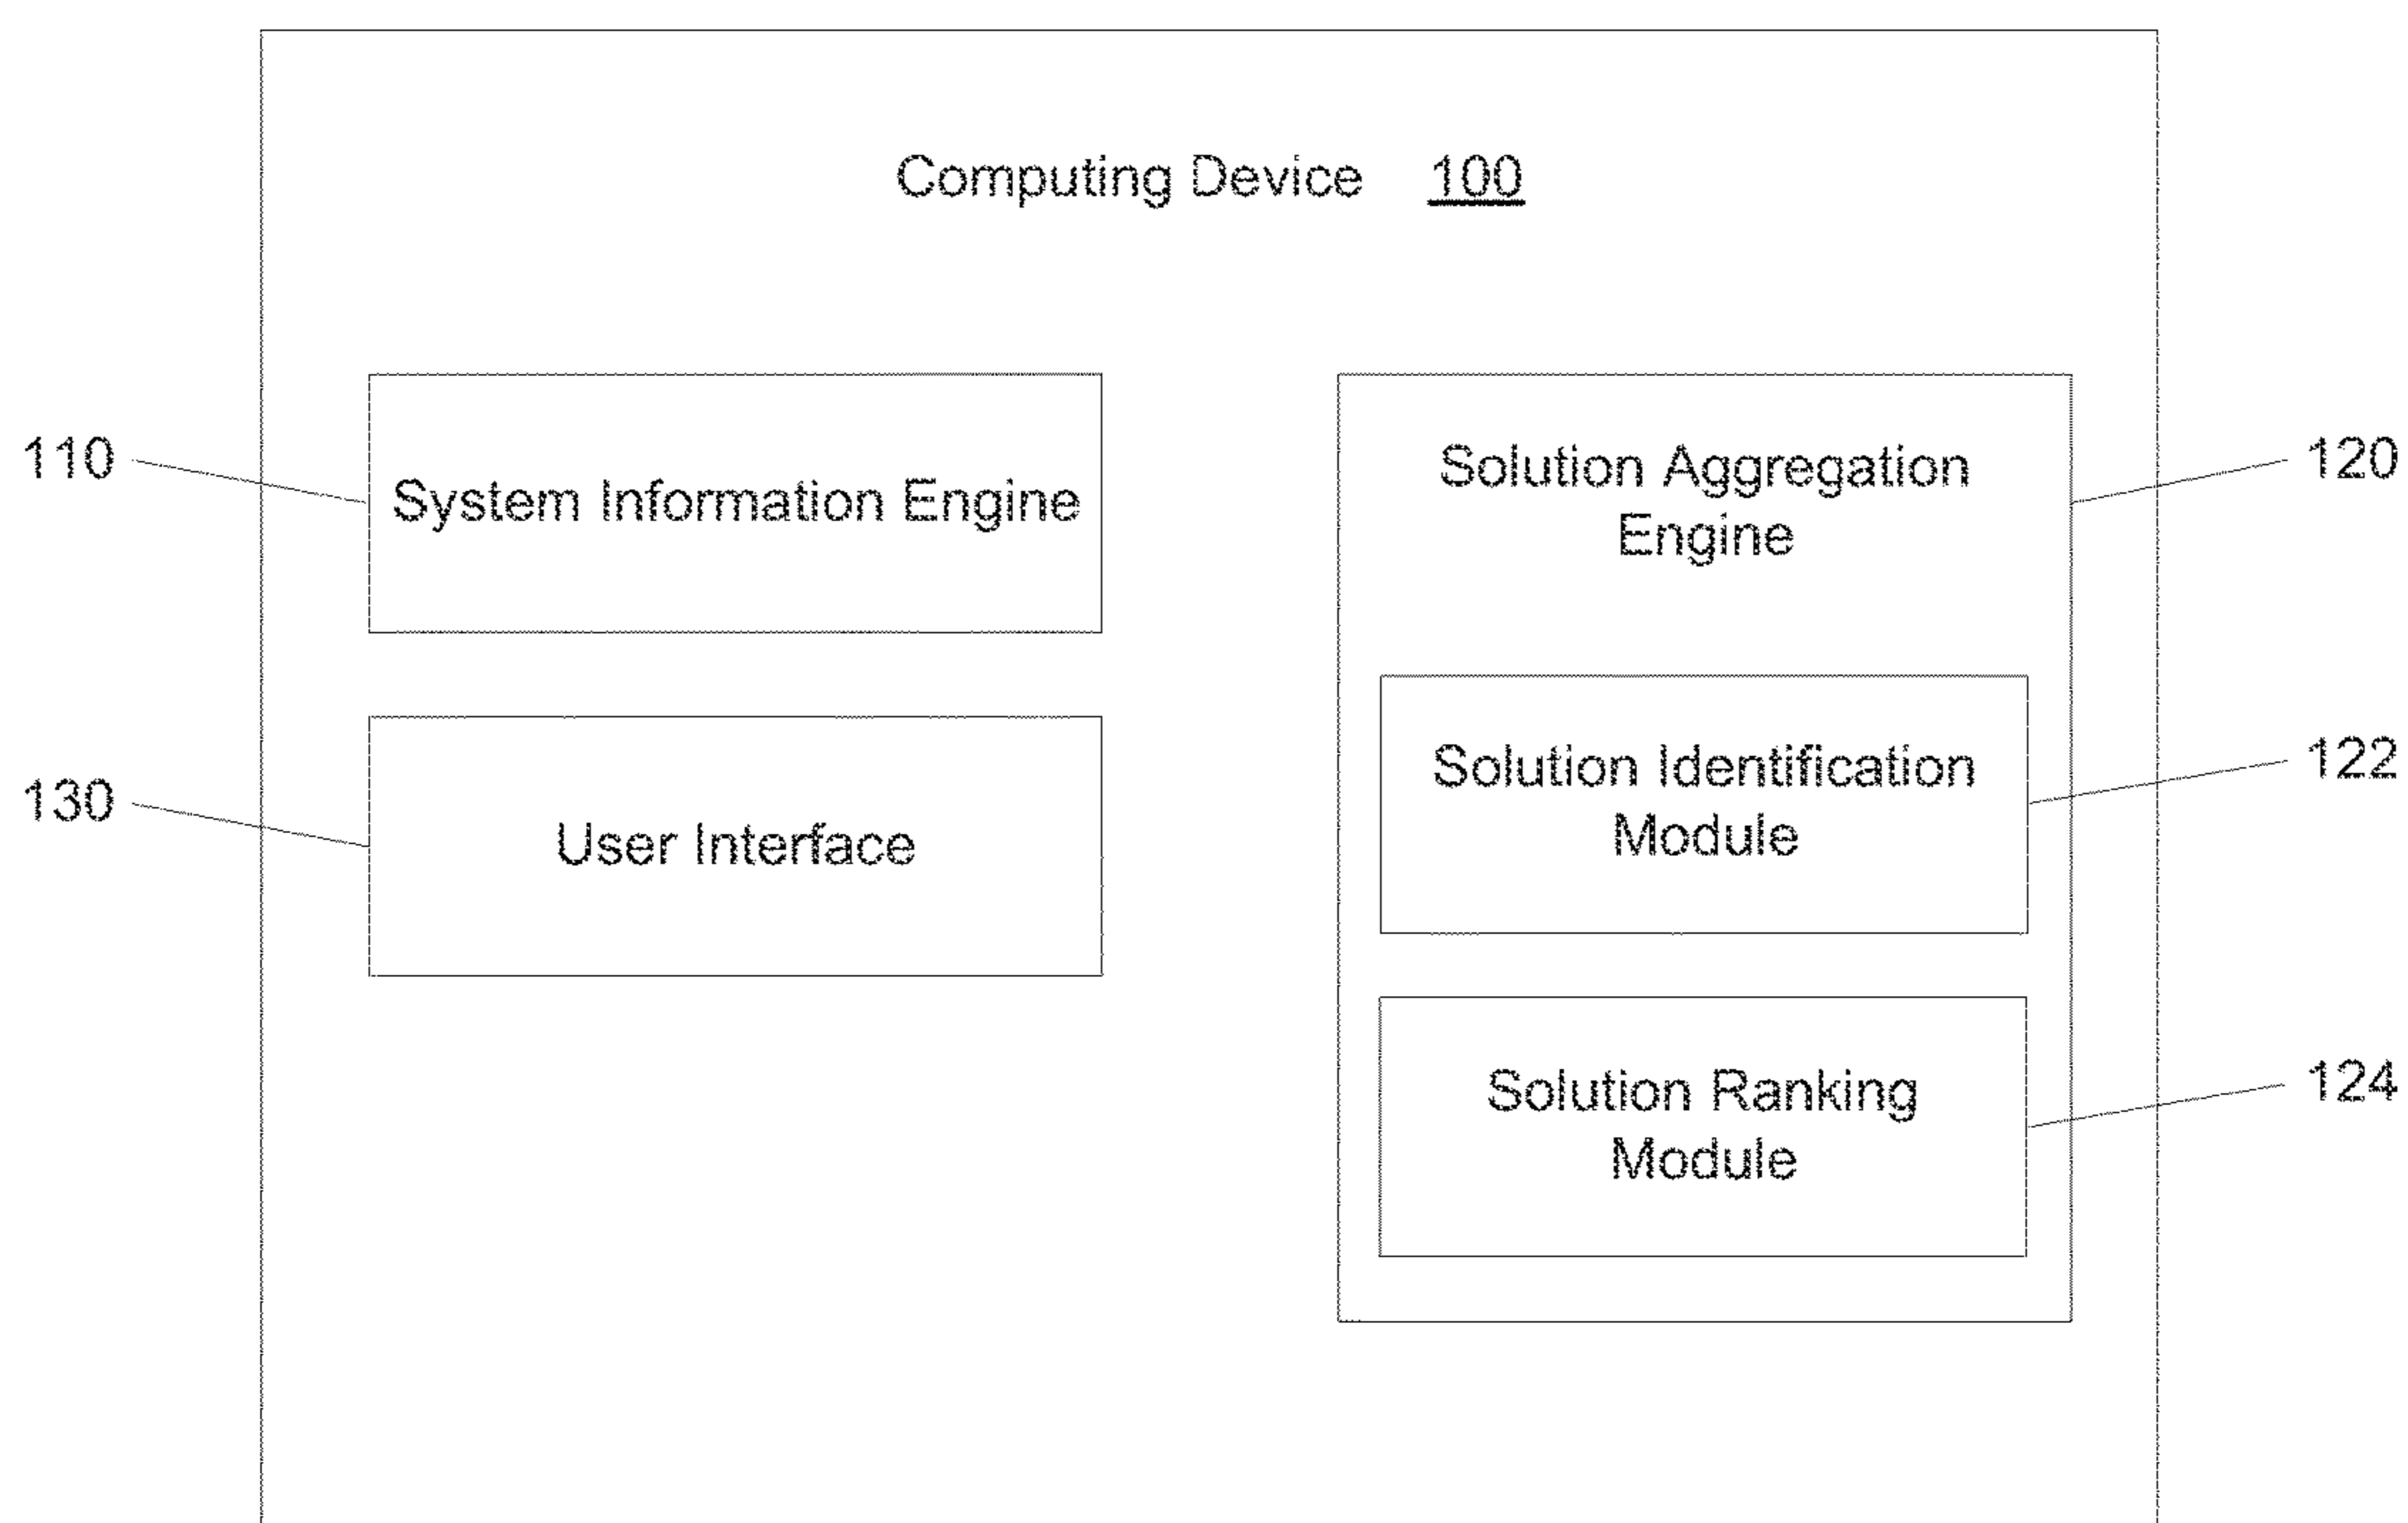 Computing Device 100
110
System Information Engine
Solution Aggregation
Engine
120
130
User Interface
Solution Identification
Module
122
Solution Ranking
Module
124